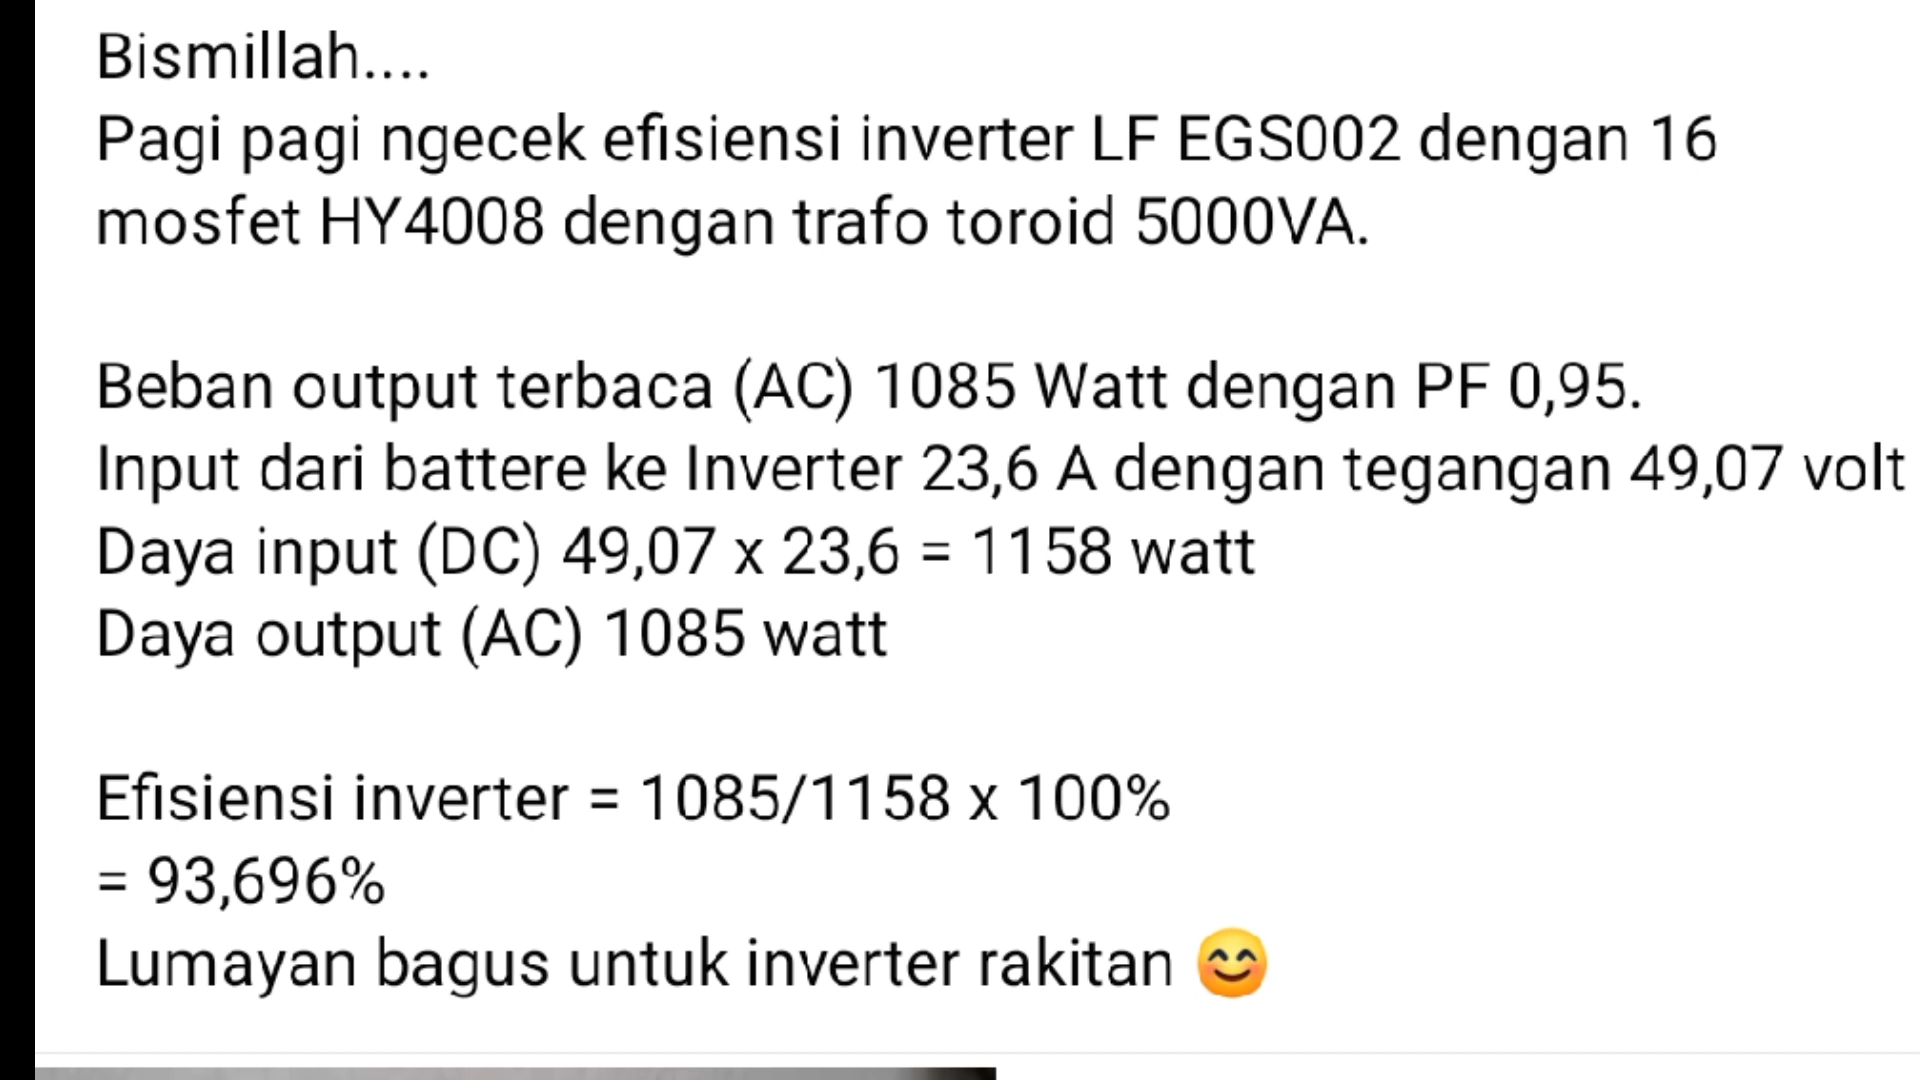 Bismillah....
Pagi pagi ngecek efisiensi inverter LF EGS002 dengan 16
mosfet HY4008 dengan trafo toroid 5000VA.
Beban output terbaca (AC) 1085 Watt dengan PF 0,95.
Input dari battere ke Inverter 23,6 A dengan tegangan 49,07 volt
Daya input (DC) 49,07 x 23,6 = 1158 watt
Daya output (AC) 1085 watt
Efisiensi inverter = 1085/1158 x 100%
= 93,696%
Lumayan bagus untuk inverter rakitan 😊